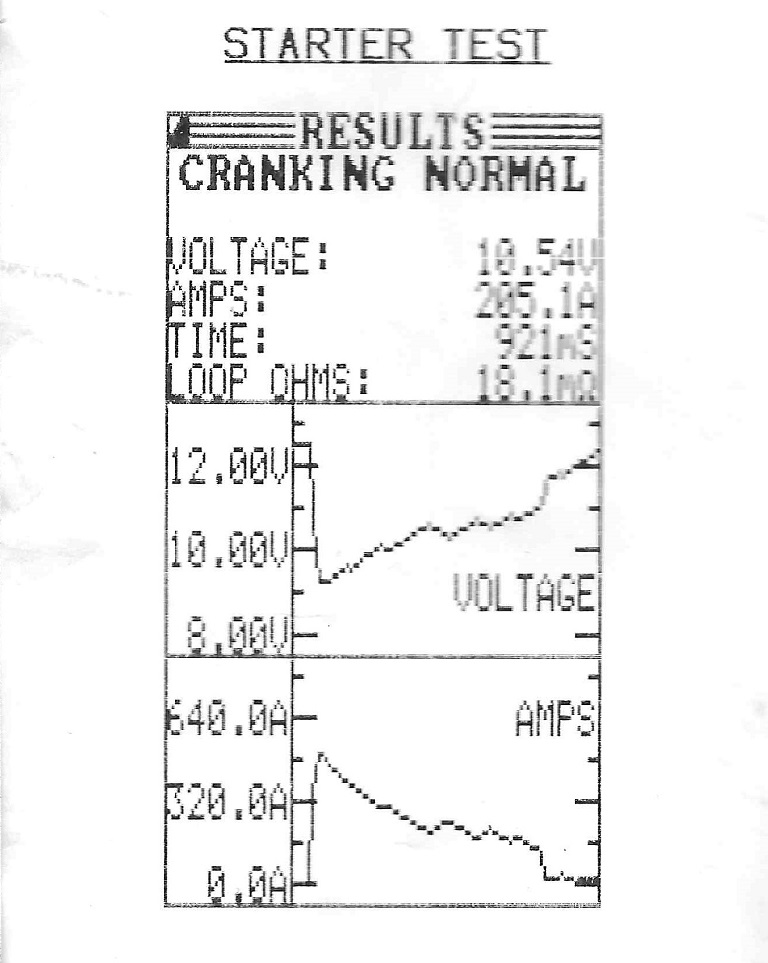 STARTER TEST
RESULTS
CRANKING NORMAL
VOLTAGE: 10.54V
AMPS: 205.1A
TIME: 921mS
LOOP OHMS: 18.1mΩ
12.00V
10.00V
VOLTAGE
8.00V
640.0A
AMPS
320.0A
0.0A